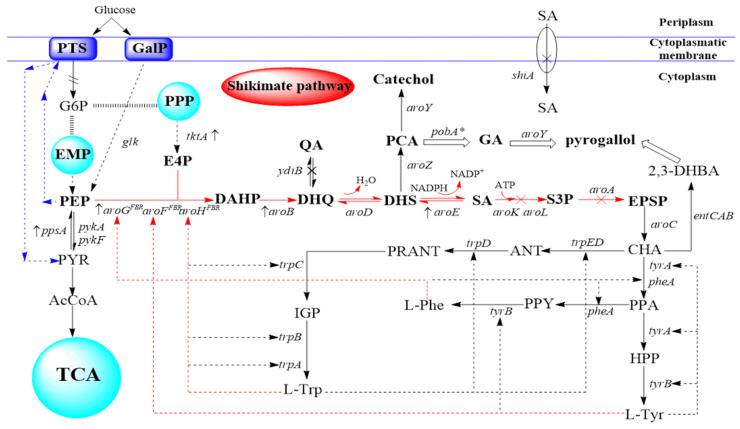 Glucose
SA
Periplasm
PTS
GalP
Cytoplasmatic
membrane
shiA
Cytoplasm
Shikimate pathway
Catechol
SA
G6P
PPP
aroY
glk
tktA ↑
QA
PCA
pobA*
GA
aroY
pyrogallol
EMP
E4P
ydiB
H₂O
aroZ
NADPH
NADP⁺
ATP
2,3-DHBA
PEP
DAHP
DHQ
DHS
SA
S3P
aroA
EPSP
↑aroG^FBR
aroF^FBR
aroH^FBR
↑aroB
aroD
↑aroE
aroK
aroL
aroC
entCAB
↑ppsA
pykA
pykF
PRANT
trpD
ANT
trpED
CHA
PYR
trpC
tyrA
pheA
AcCoA
IGP
L-Phe
PPY
PPA
tyrB
pheA
trpB
tyrA
HPP
TCA
trpA
tyrB
L-Trp
L-Tyr